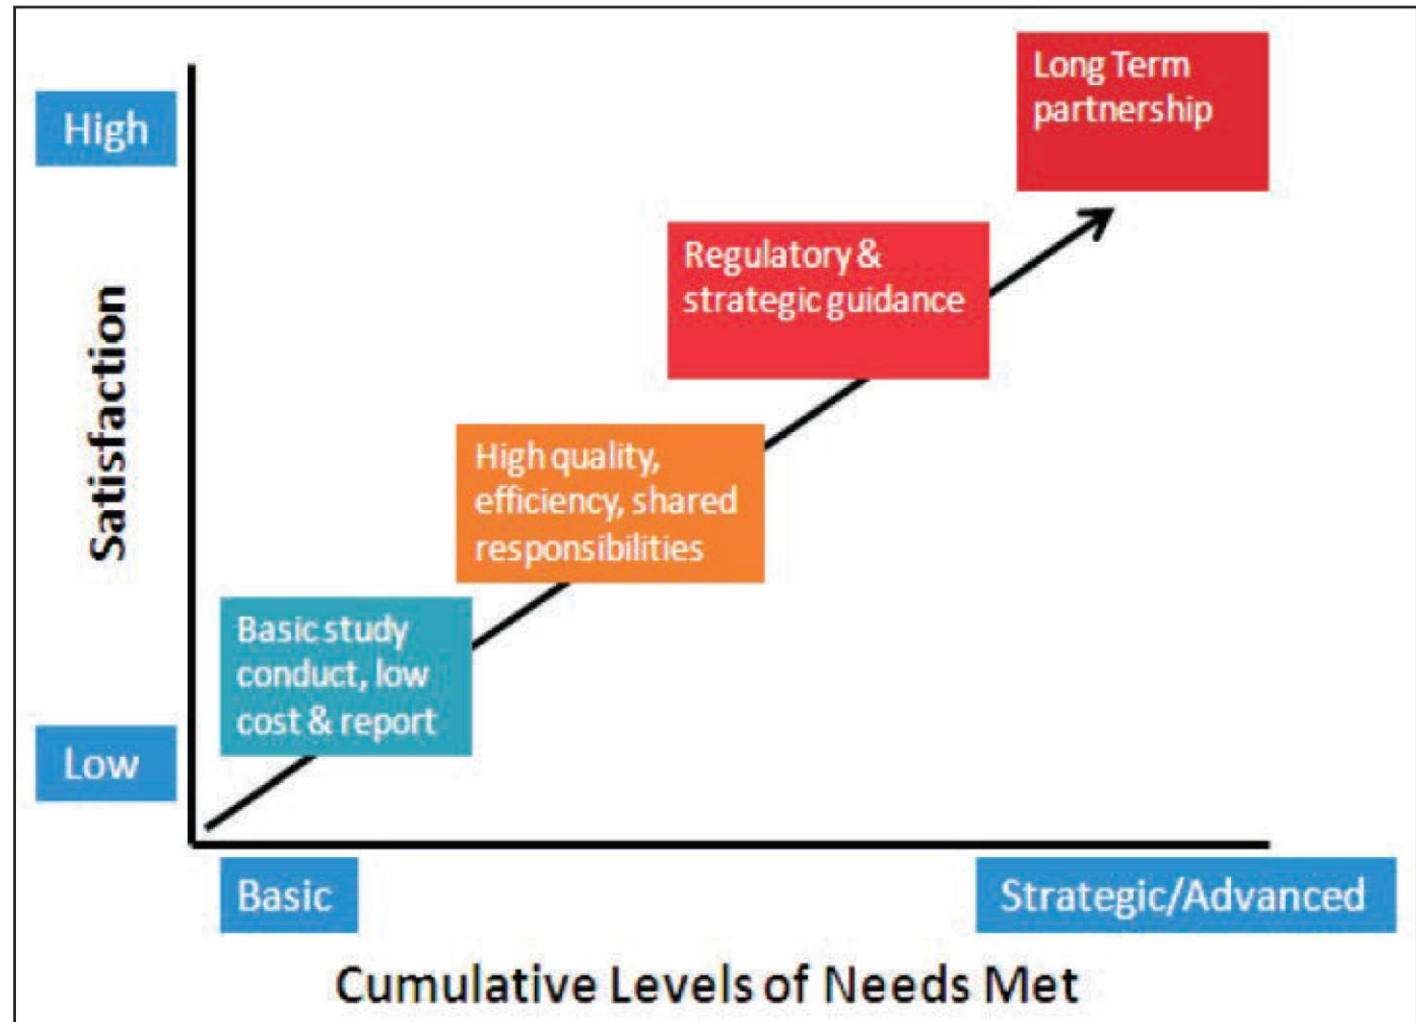 High
Long Term
partnership
Regulatory &
strategic guidance
Satisfaction
High quality,
efficiency, shared
responsibilities
Basic study
conduct, low
cost & report
Low
Basic
Strategic/Advanced
Cumulative Levels of Needs Met